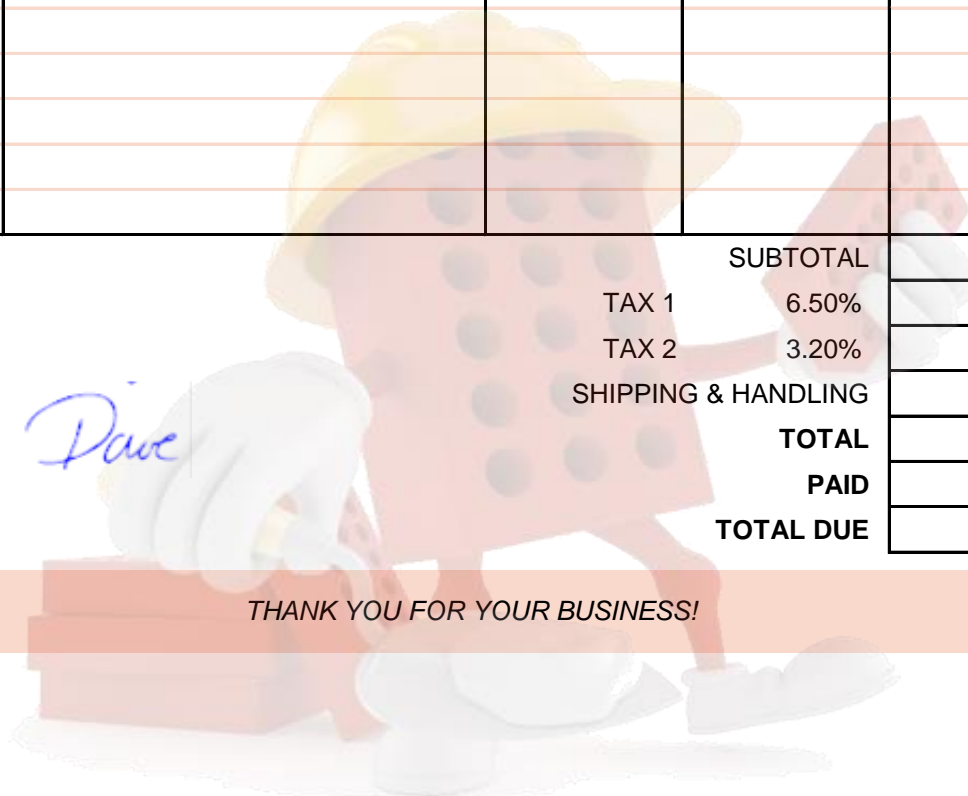 SUBTOTAL
TAX 1 6.50%
TAX 2 3.20%
SHIPPING & HANDLING
TOTAL
Dave
PAID
TOTAL DUE
THANK YOU FOR YOUR BUSINESS!